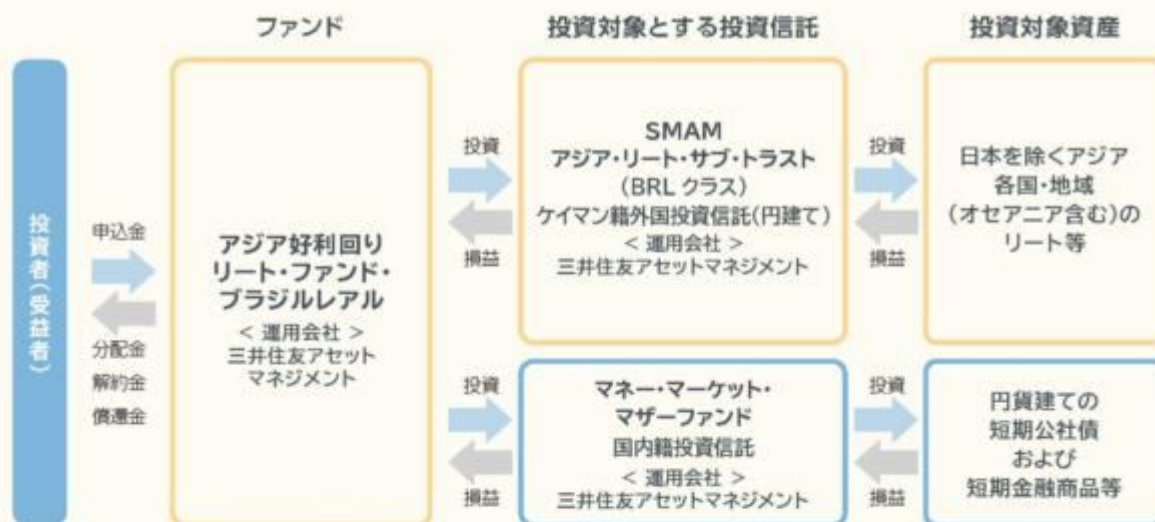 ファンド
投資対象とする投資信託
投資対象資産
投資者(受益者)
申込金
分配金
解約金
償還金
アジア好利回り
リート・ファンド・
ブラジルレアル
< 運用会社 >
三井住友アセット
マネジメント
投資
損益
SMAM
アジア・リート・サブ・トラスト
(BRL クラス)
ケイマン籍外国投資信託(円建て)
< 運用会社 >
三井住友アセットマネジメント
投資
損益
日本を除くアジア
各国・地域
(オセアニア含む)の
リート等
投資
損益
マネー・マーケット・
マザーファンド
国内籍投資信託
< 運用会社 >
三井住友アセットマネジメント
投資
損益
円貨建ての
短期公社債
および
短期金融商品等